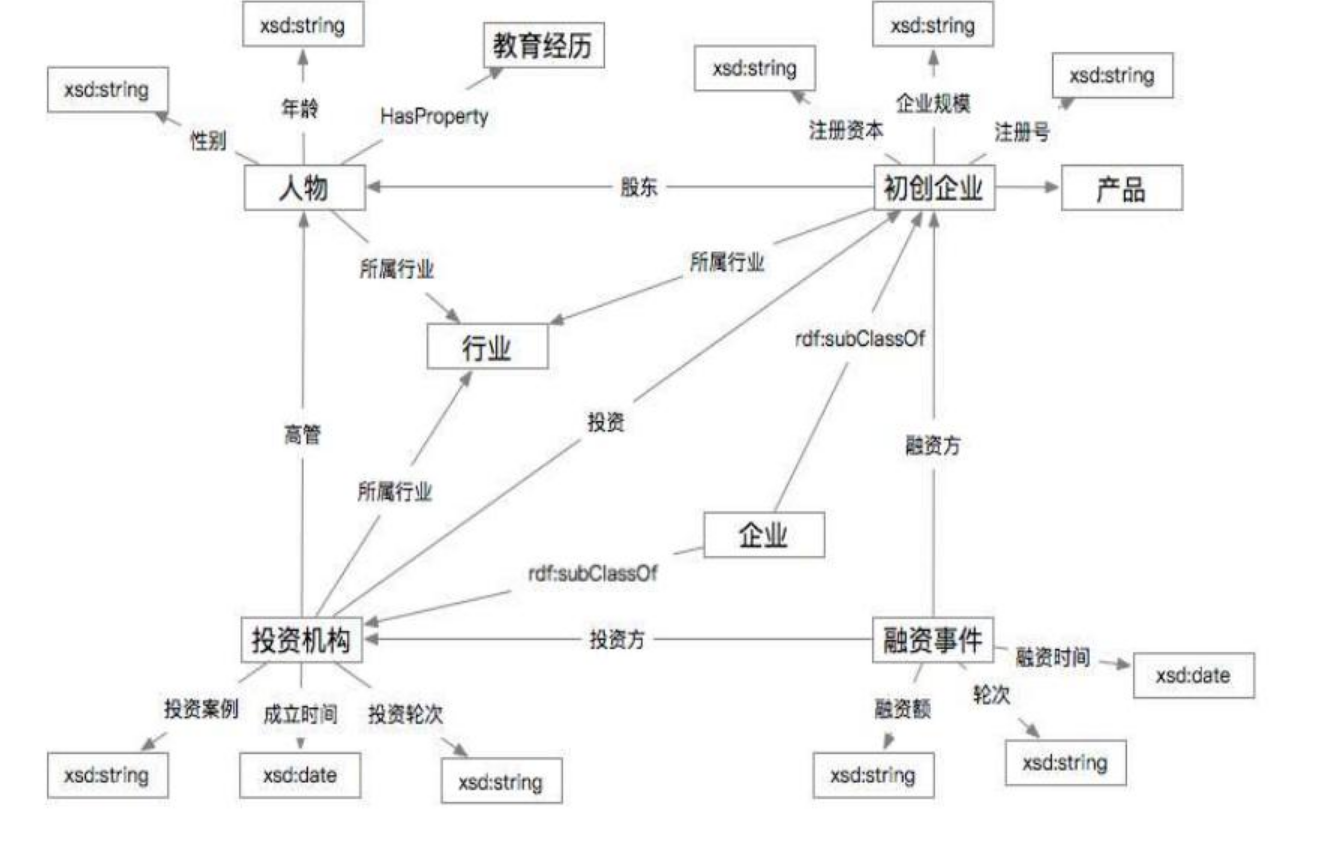 xsd:string
xsd:string
教育经历
xsd:string
xsd:string
xsd:string
年龄
HasProperty
企业规模
性别
注册资本
注册号
人物
股东
初创企业
产品
所属行业
所属行业
行业
rdf:subClassOf
投资
高管
融资方
所属行业
企业
rdf:subClassOf
投资机构
投资方
融资事件
融资时间
xsd:date
投资案例
成立时间
投资轮次
融资额
轮次
xsd:string
xsd:date
xsd:string
xsd:string
xsd:string